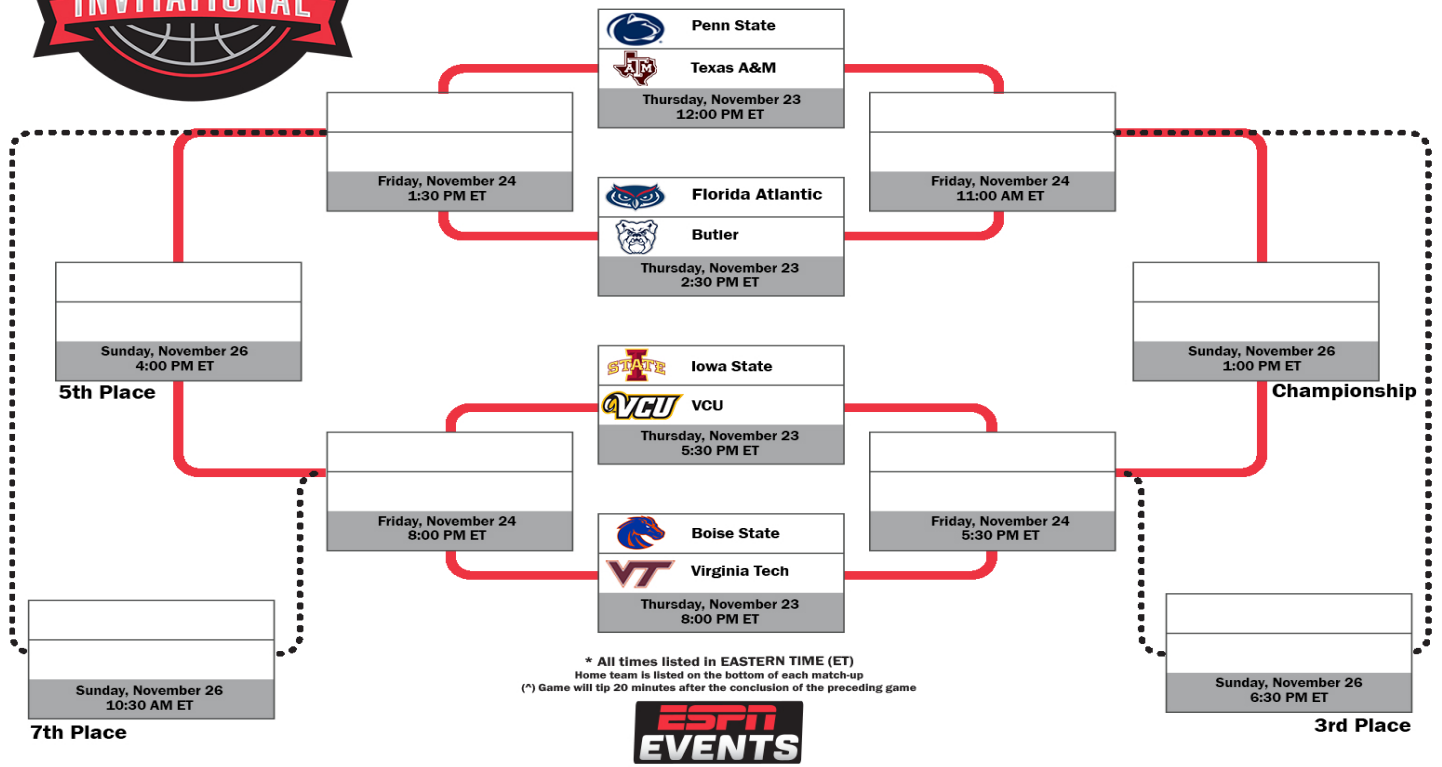 INVITATIONAL
Penn State
ATM
Texas A&M
Thursday, November 23
12:00 PM ET
Friday, November 24
1:30 PM ET
Friday, November 24
11:00 AM ET
Florida Atlantic
Butler
Thursday, November 23
2:30 PM ET
Sunday, November 26
4:00 PM ET
5th Place
Sunday, November 26
1:00 PM ET
Championship
I
STATE
Iowa State
VCU
VCU
Thursday, November 23
5:30 PM ET
Friday, November 24
8:00 PM ET
Friday, November 24
5:30 PM ET
Boise State
VT
Virginia Tech
Thursday, November 23
8:00 PM ET
Sunday, November 26
10:30 AM ET
7th Place
Sunday, November 26
6:30 PM ET
3rd Place
* All times listed in EASTERN TIME (ET)
Home team is listed on the bottom of each match-up
(^) Game will tip 20 minutes after the conclusion of the preceding game
ESPN
EVENTS